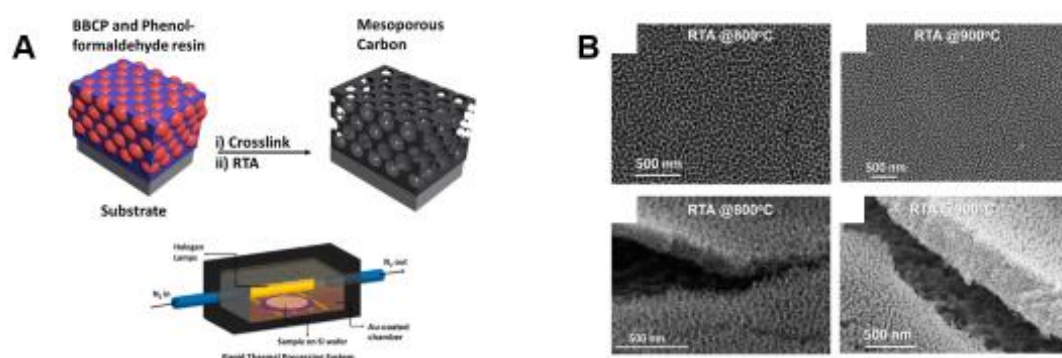 A
BBCP and Phenol-
formaldehyde resin
Mesoporous
Carbon
i) Crosslink
ii) RTA
Substrate
Halogen
Lamps
N₂ out
N₂ in
Au coated
chamber
Sample on Si wafer
Rapid Thermal Processing System
B
RTA @800°C
500 nm
RTA @900°C
500 nm
RTA @800°C
500 nm
RTA @900°C
500 nm